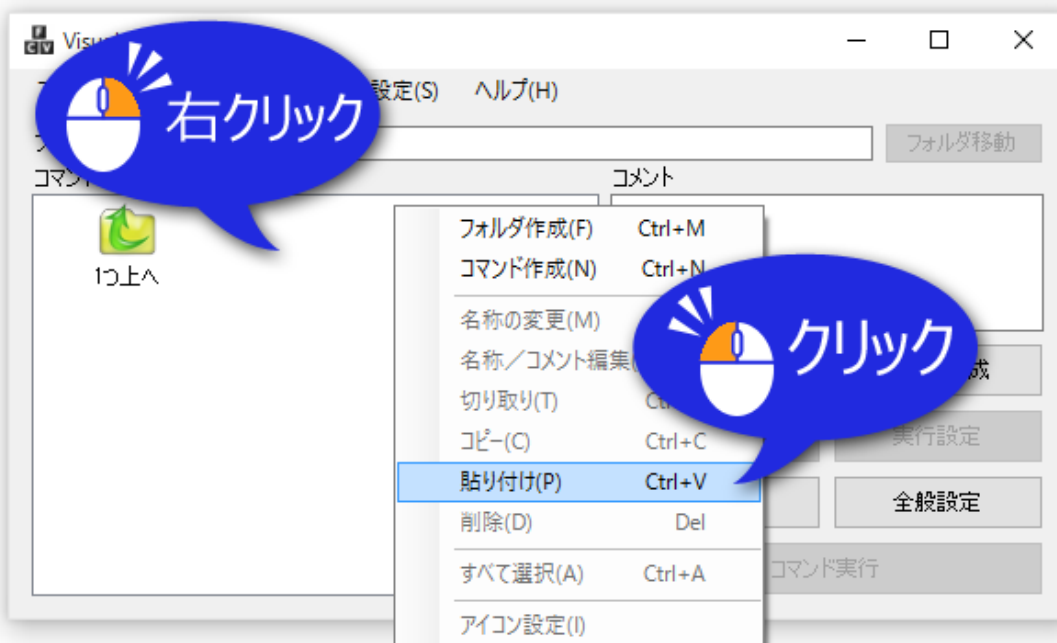 右クリック
設定(S) ヘルプ(H)
フォルダ移動
コメント
1つ上へ
フォルダ作成(F) Ctrl+M
コマンド作成(N) Ctrl+N
名称の変更(M)
名称/コメント編集
切り取り(T)
コピー(C) Ctrl+C
貼り付け(P) Ctrl+V
削除(D) Del
すべて選択(A) Ctrl+A
アイコン設定(I)
クリック
実行設定
全般設定
コマンド実行